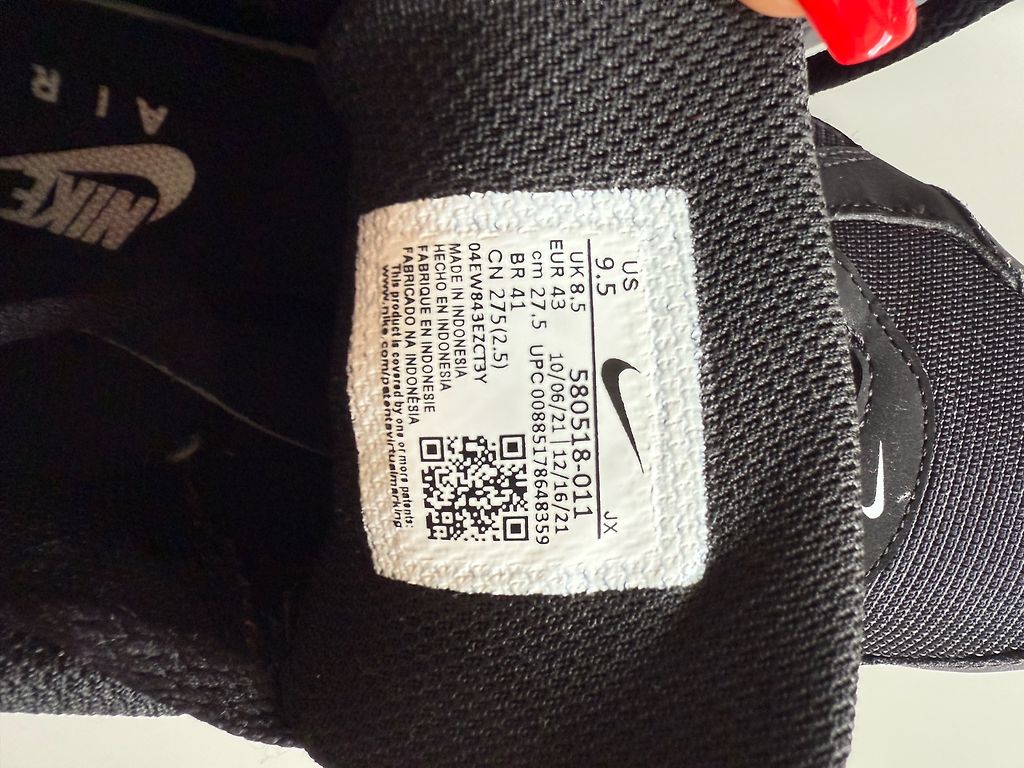 US
9.5
JX
UK 8.5
580518-011
EUR 43
10/06/21|12/16/21
cm 27.5
UPC 00885178648359
BR 41
CN 275(2.5)
04EW843EZCT3Y
MADE IN INDONESIA
HECHO EN INDONESIA
FABRIQUE EN INDONESIE
FABRICADO NA INDONÉSIA
This product is covered by one or more patents:
www.nike.com/patentsvirtualmarking
AIR
NIKE